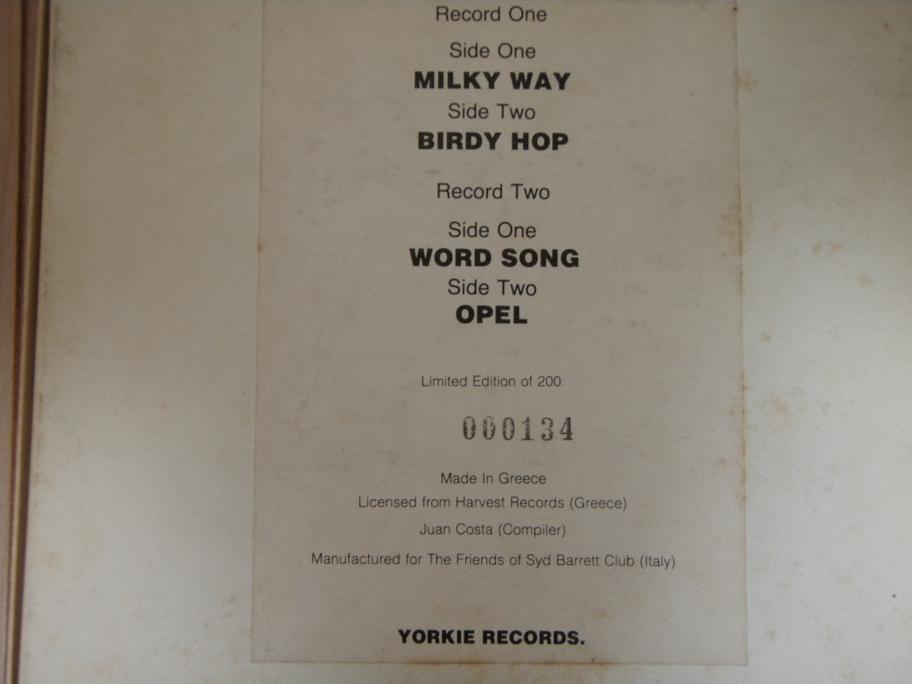 Record One
Side One
MILKY WAY
Side Two
BIRDY HOP
Record Two
Side One
WORD SONG
Side Two
OPEL
Limited Edition of 200.
000134
Made In Greece
Licensed from Harvest Records (Greece)
Juan Costa (Compiler)
Manufactured for The Friends of Syd Barrett Club (Italy)
YORKIE RECORDS.